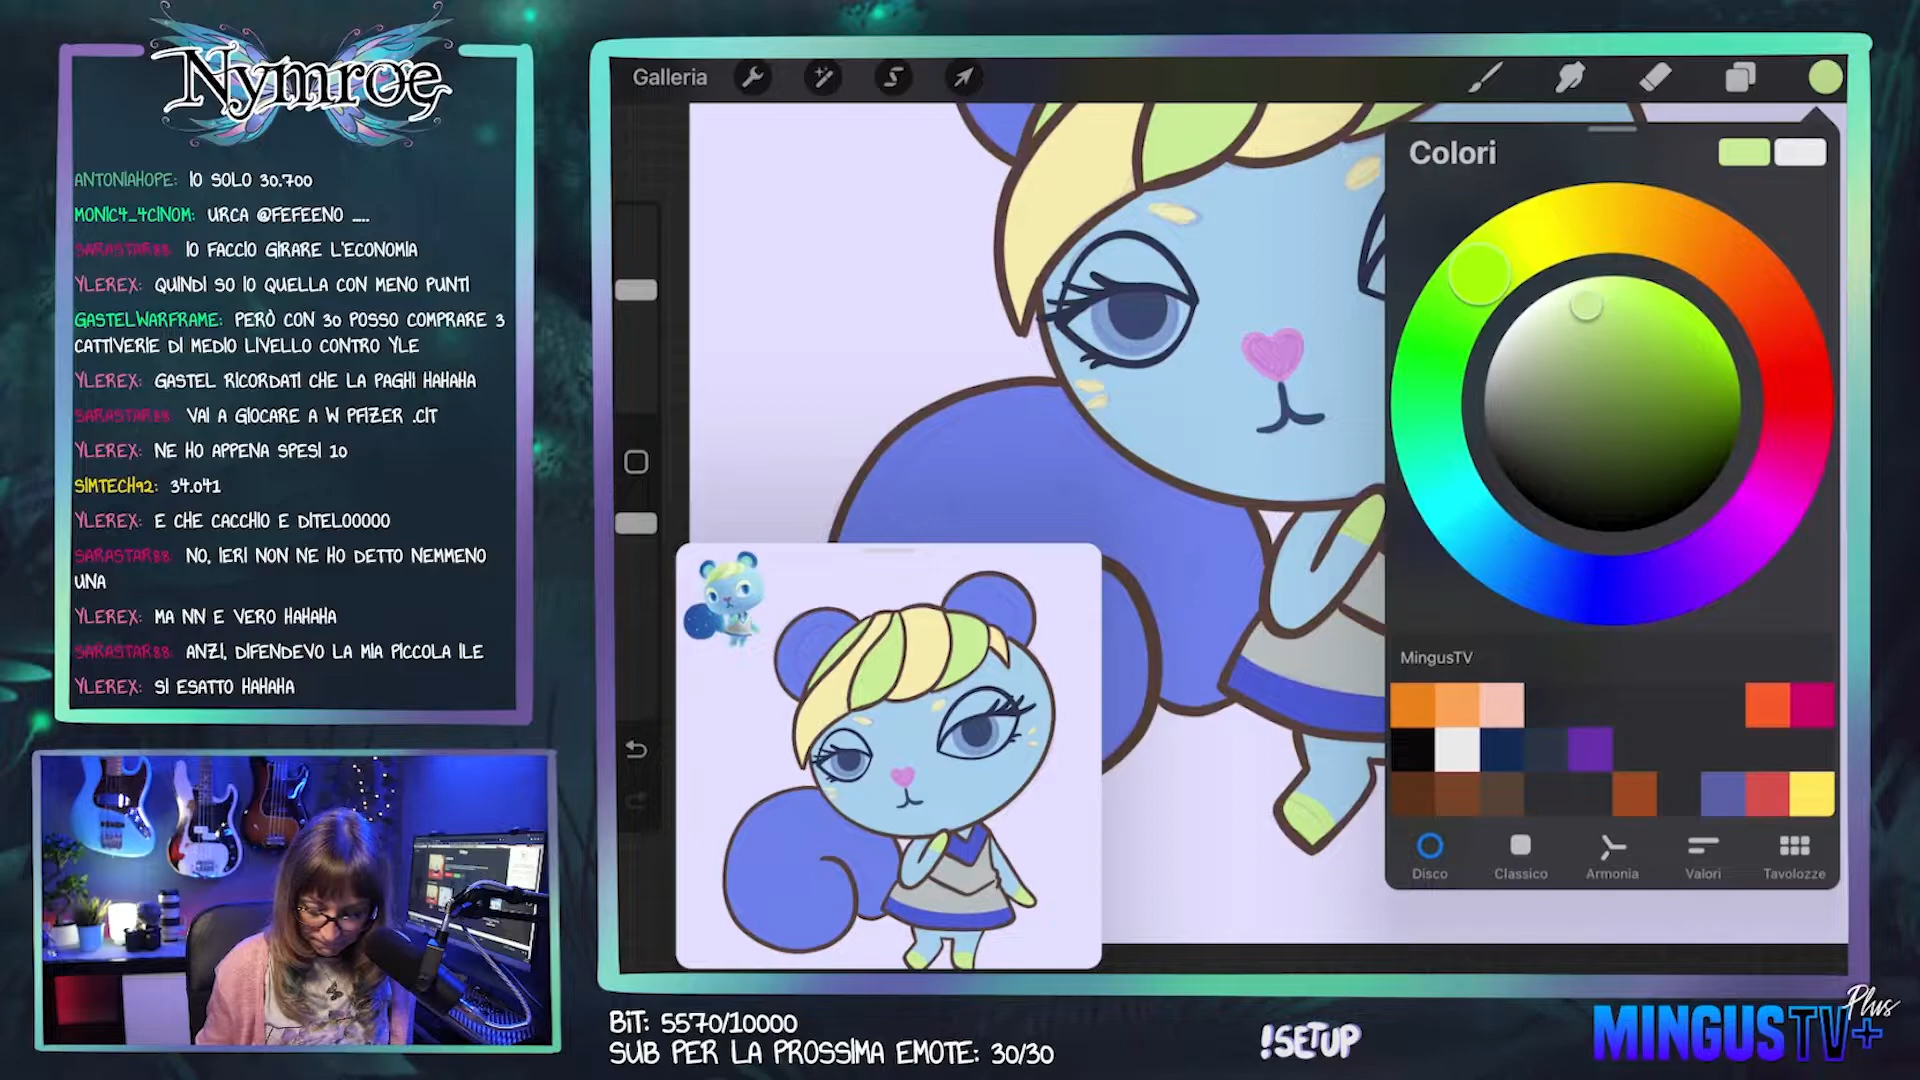 Nymroe
ANTONIAHOPE: IO SOLO 30.700
MONIC4_4CINOM: URCA @FEFEENO ....
SARASTAR88: IO FACCIO GIRARE L'ECONOMIA
YLEREX: QUINDI SO IO QUELLA CON MENO PUNTI
GASTELWARFRAME: PERÒ CON 30 POSSO COMPRARE 3
CATTIVERIE DI MEDIO LIVELLO CONTRO YLE
YLEREX: GASTEL RICORDATI CHE LA PAGHI HAHAHA
SARASTAR88: VAI A GIOCARE A W PFIZER .CIT
YLEREX: NE HO APPENA SPESI 10
SIMTECH92: 34.041
YLEREX: E CHE CACCHIO E DITELOOOOO
SARASTAR88: NO, IERI NON NE HO DETTO NEMMENO
UNA
YLEREX: MA NN E VERO HAHAHA
SARASTAR88: ANZI, DIFENDEVO LA MIA PICCOLA ILE
YLEREX: SI ESATTO HAHAHA
Galleria
Colori
MingusTV
Disco
Classico
Armonia
Valori
Tavolozze
BIT: 5570/10000
SUB PER LA PROSSIMA EMOTE: 30/30
!SETUP
MINGUSTV+
Plus